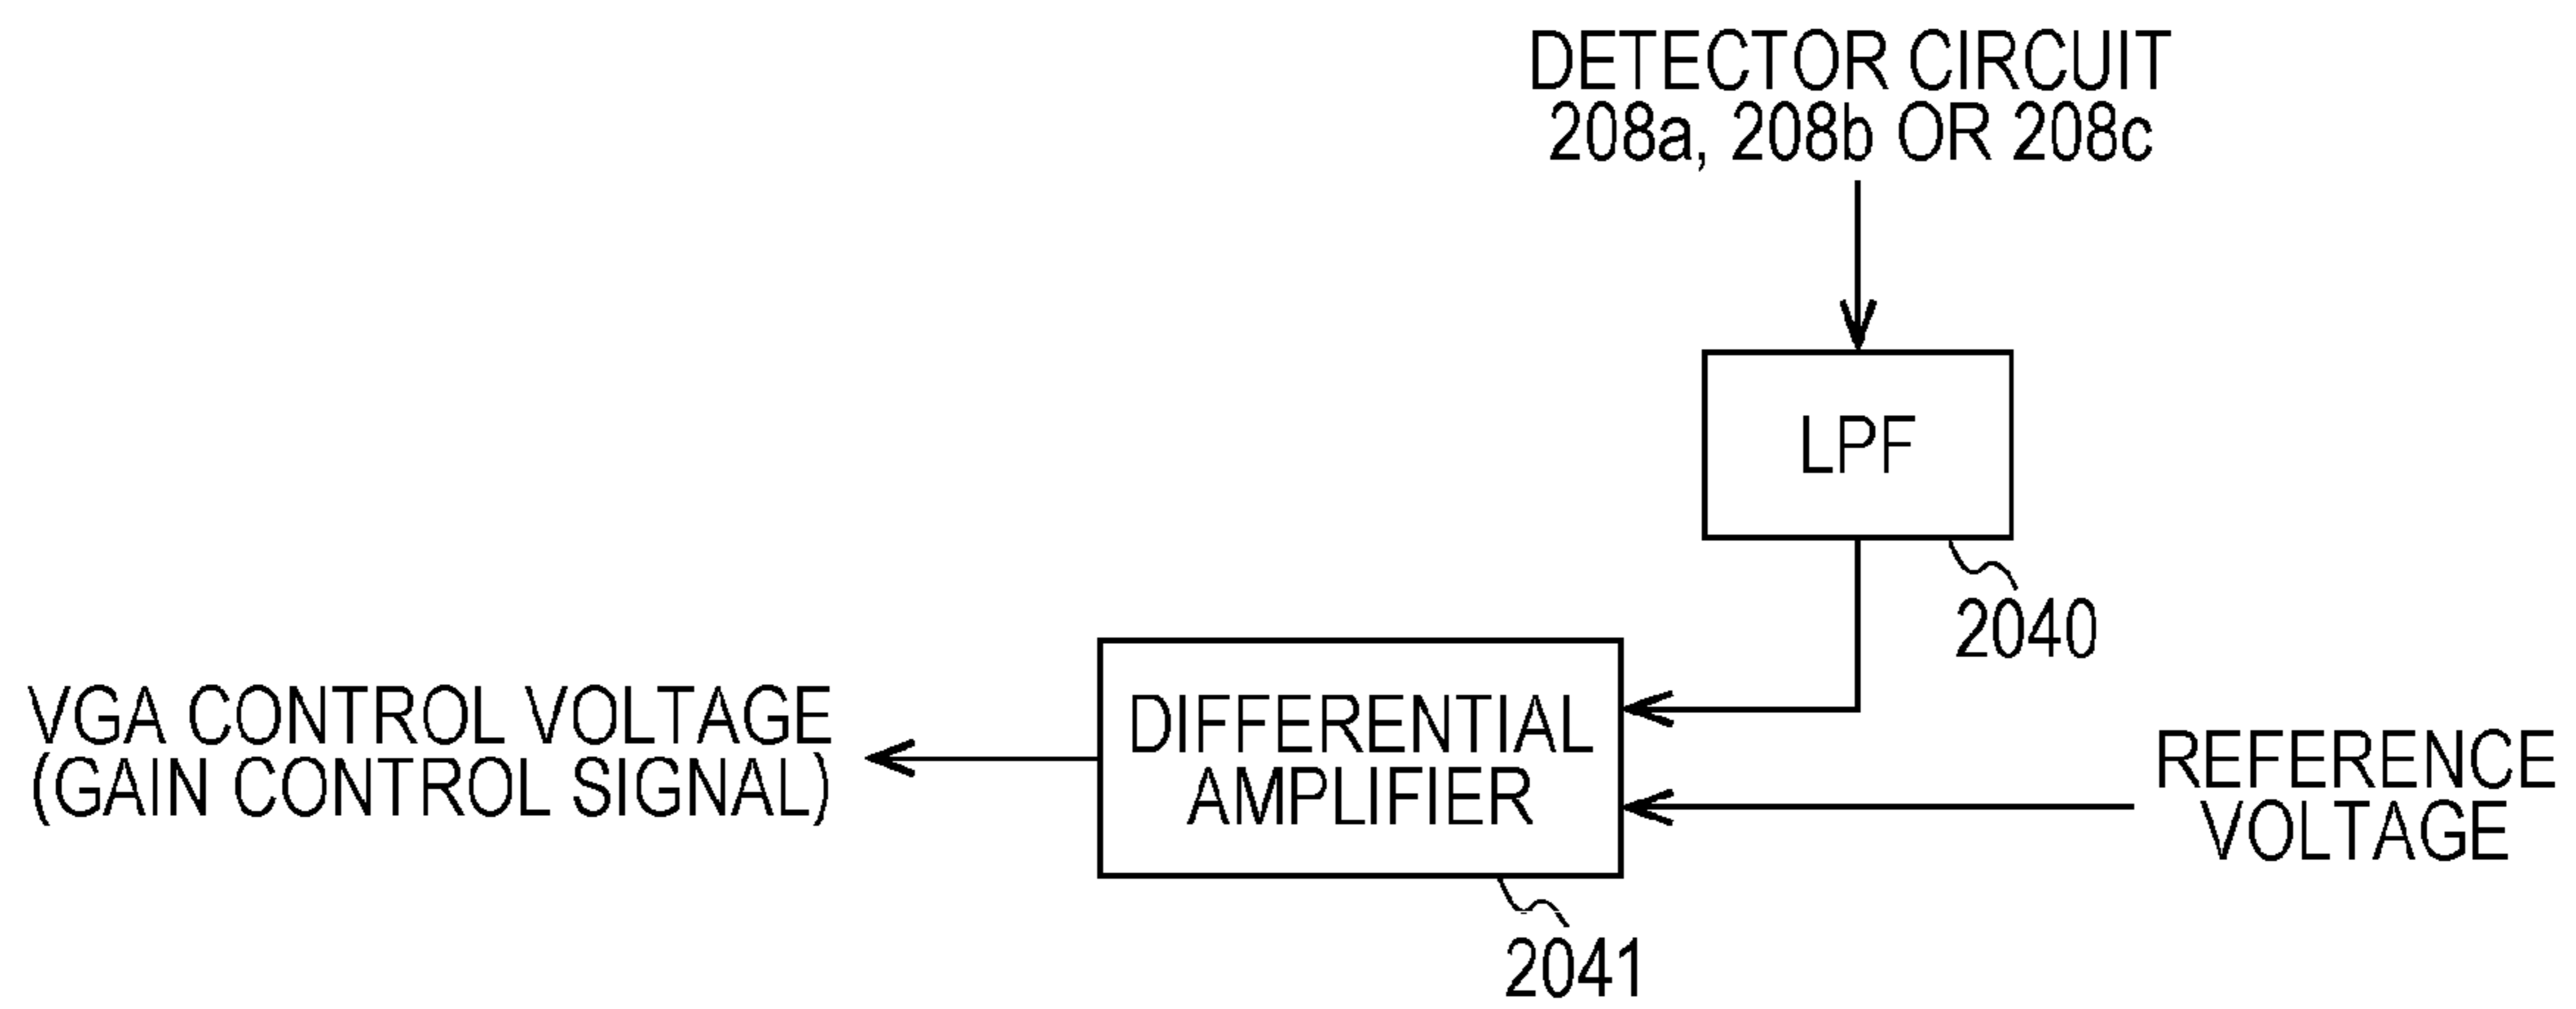 DETECTOR CIRCUIT
208a, 208b OR 208c
LPF
2040
VGA CONTROL VOLTAGE
(GAIN CONTROL SIGNAL)
DIFFERENTIAL
AMPLIFIER
REFERENCE
VOLTAGE
2041